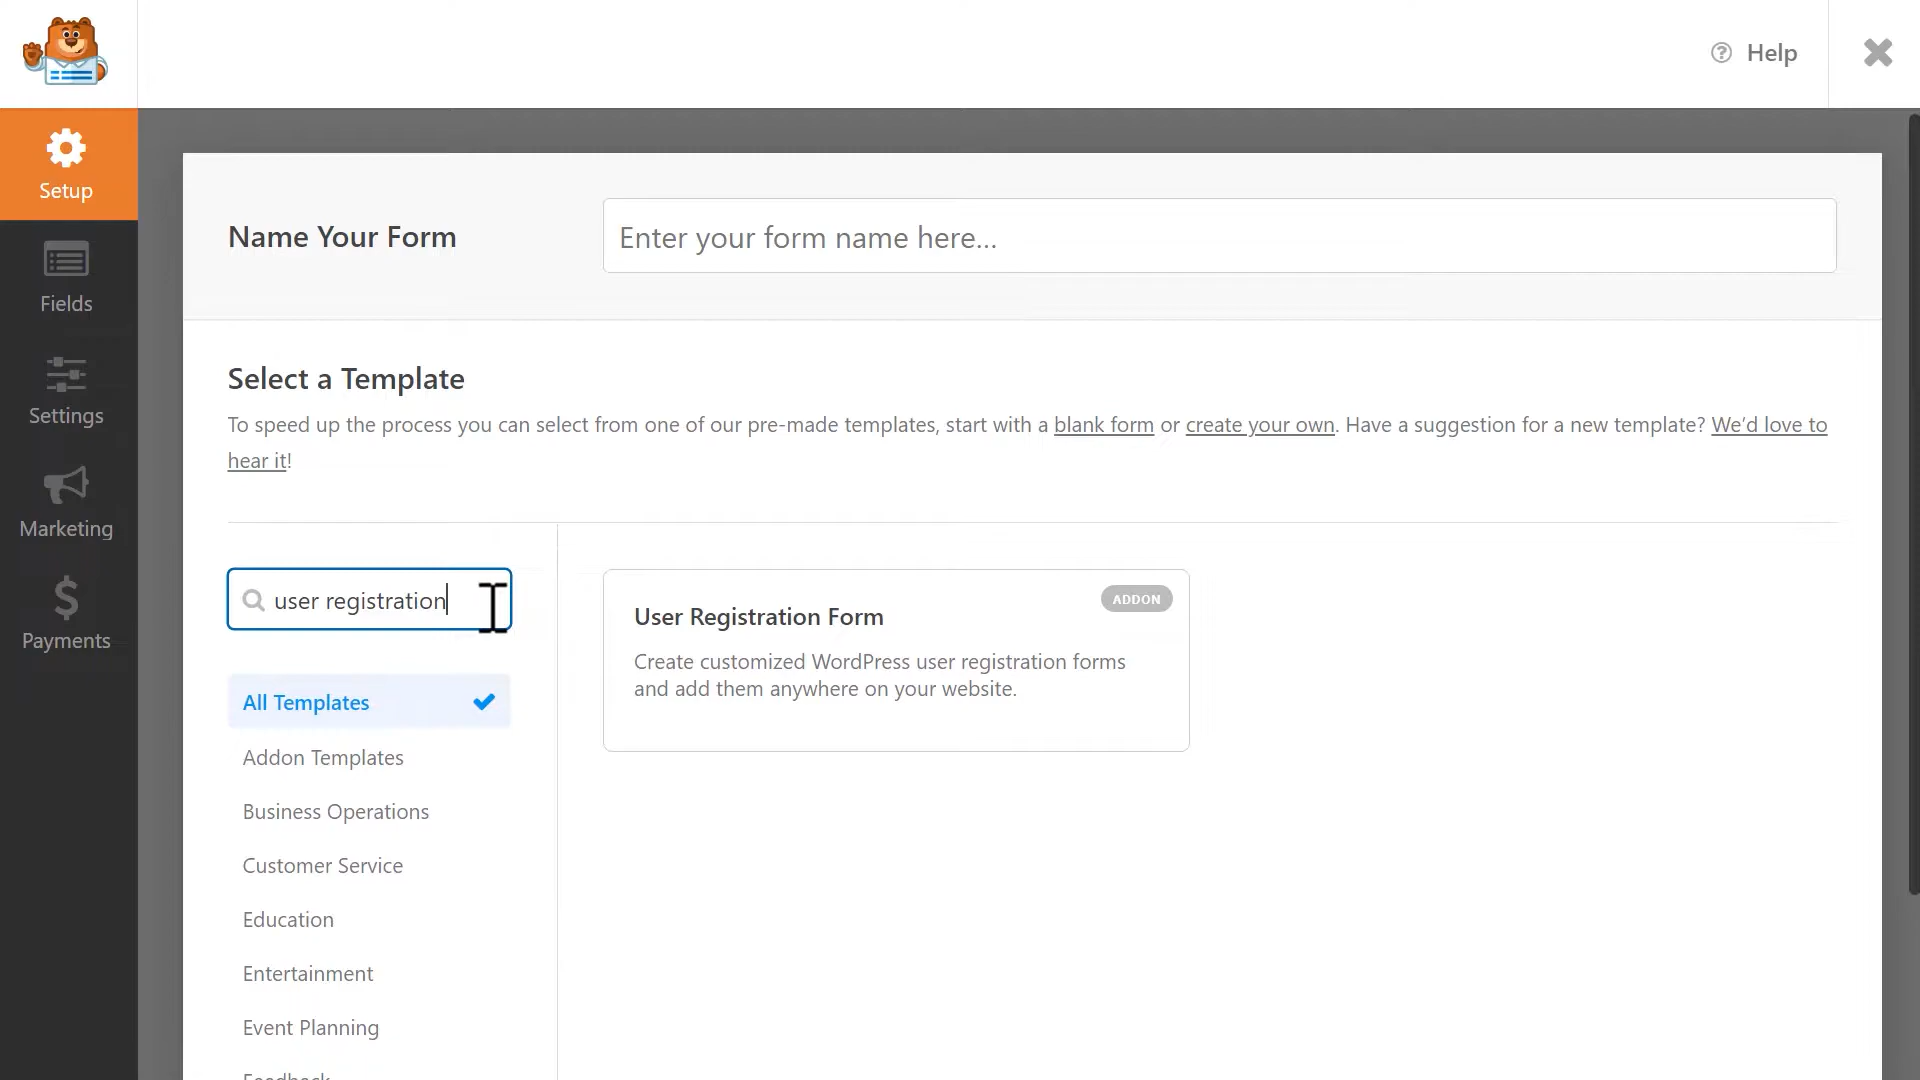 Help
Setup
Fields
Settings
Marketing
Payments
Name Your Form
Enter your form name here...
Select a Template
To speed up the process you can select from one of our pre-made templates, start with a blank form or create your own. Have a suggestion for a new template? We’d love to
hear it!
user registration
All Templates
Addon Templates
Business Operations
Customer Service
Education
Entertainment
Event Planning
Feedback
User Registration Form
ADDON
Create customized WordPress user registration forms
and add them anywhere on your website.